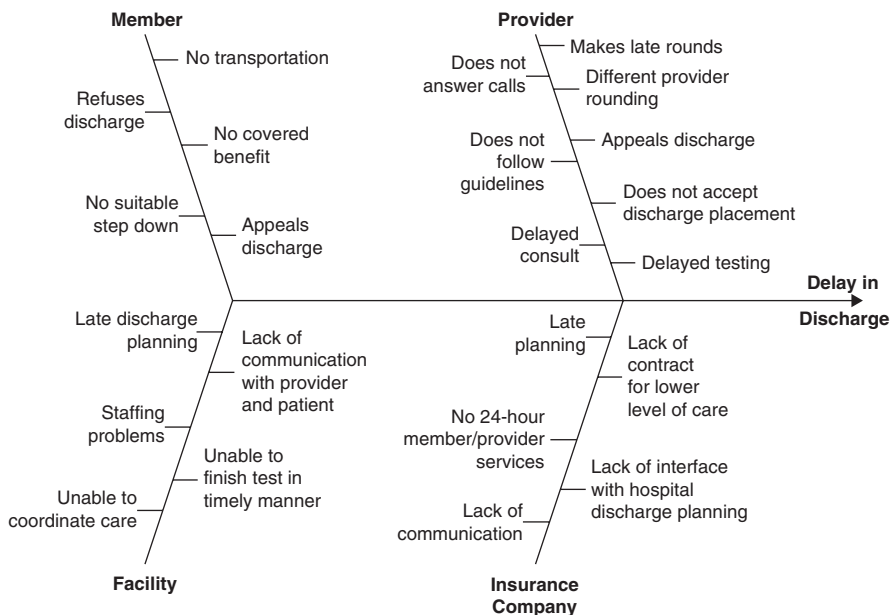 Member
No transportation
Refuses
discharge
No covered
benefit
No suitable
step down
Appeals
discharge
Provider
Makes late rounds
Does not
answer calls
Different provider
rounding
Appeals discharge
Does not
follow
guidelines
Does not accept
discharge placement
Delayed
consult
Delayed testing
Delay in
Discharge
Late discharge
planning
Lack of
communication
with provider
and patient
Staffing
problems
Unable to
finish test in
timely manner
Unable to
coordinate care
Facility
Late
planning
Lack of
contract
for lower
level of care
No 24-hour
member/provider
services
Lack of interface
with hospital
discharge planning
Lack of
communication
Insurance
Company